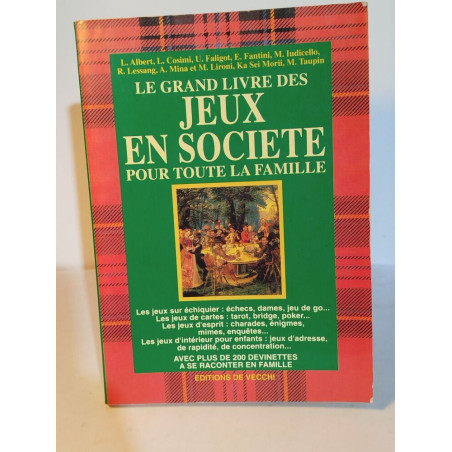 L. Albert, L. Cosimi, U. Faligot, E. Fantini, M. Iudicello,
R. Lessang, A. Mina et M. Lironi, Ka Sei Morii, M. Taupin
LE GRAND LIVRE DES
JEUX
EN SOCIETE
POUR TOUTE LA FAMILLE
Les jeux sur échiquier : échecs, dames, jeu de go...
Les jeux de cartes : tarot, bridge, poker...
Les jeux d'esprit : charades, énigmes,
mimes, enquêtes...
Les jeux d'intérieur pour enfants : jeux d'adresse,
de rapidité, de concentration...
AVEC PLUS DE 200 DEVINETTES
A SE RACONTER EN FAMILLE
EDITIONS DE VECCHI